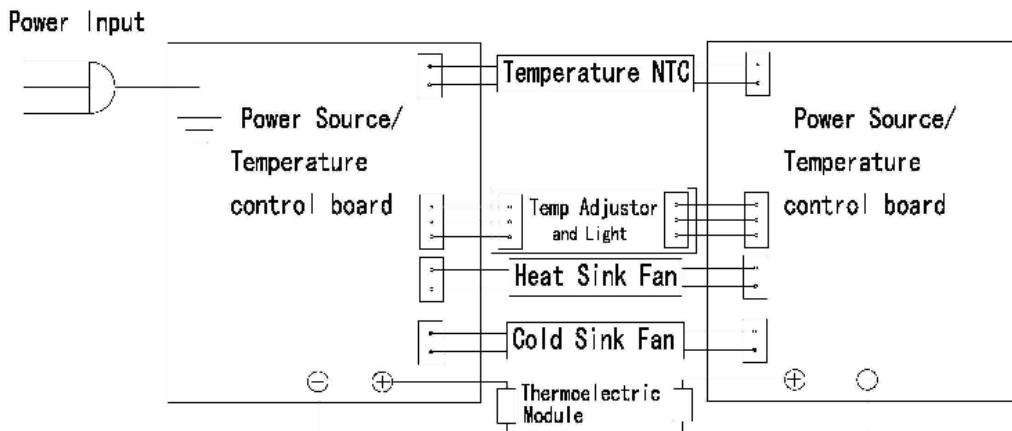 Power Input
Temperature NTC
Power Source/
Temperature
control board
Power Source/
Temperature
control board
Temp Adjustor
and Light
Heat Sink Fan
Cold Sink Fan
Thermoelectric
Module